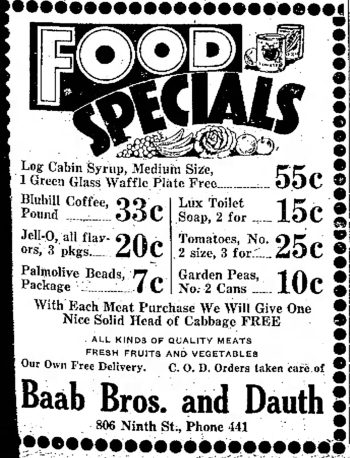 FOOD
SPECIALS
Log Cabin Syrup, Medium Size,
1 Green Glass Waffle Plate Free 55c
Blubill Coffee,
Pound 33c
Lux Toilet
Soap, 2 for 15c
Jell-O, all flav-
ors, 3 pkgs. 20c
Tomatoes, No.
2 size, 3 for 25c
Palmolive Beads,
Package 7c
Garden Peas,
No. 2 Cans 10c
With Each Meat Purchase We Will Give One
Nice Solid Head of Cabbage FREE
ALL KINDS OF QUALITY MEATS
FRESH FRUITS AND VEGETABLES
Our Own Free Delivery. C. O. D. Orders taken care of
Baab Bros. and Dauth
806 Ninth St., Phone 441